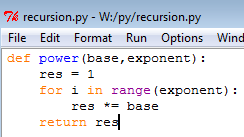 recursion.py - W:/py/recursion.py
File Edit Format Run Options Window
def power(base,exponent):
    res = 1
    for i in range(exponent):
        res *= base
    return res